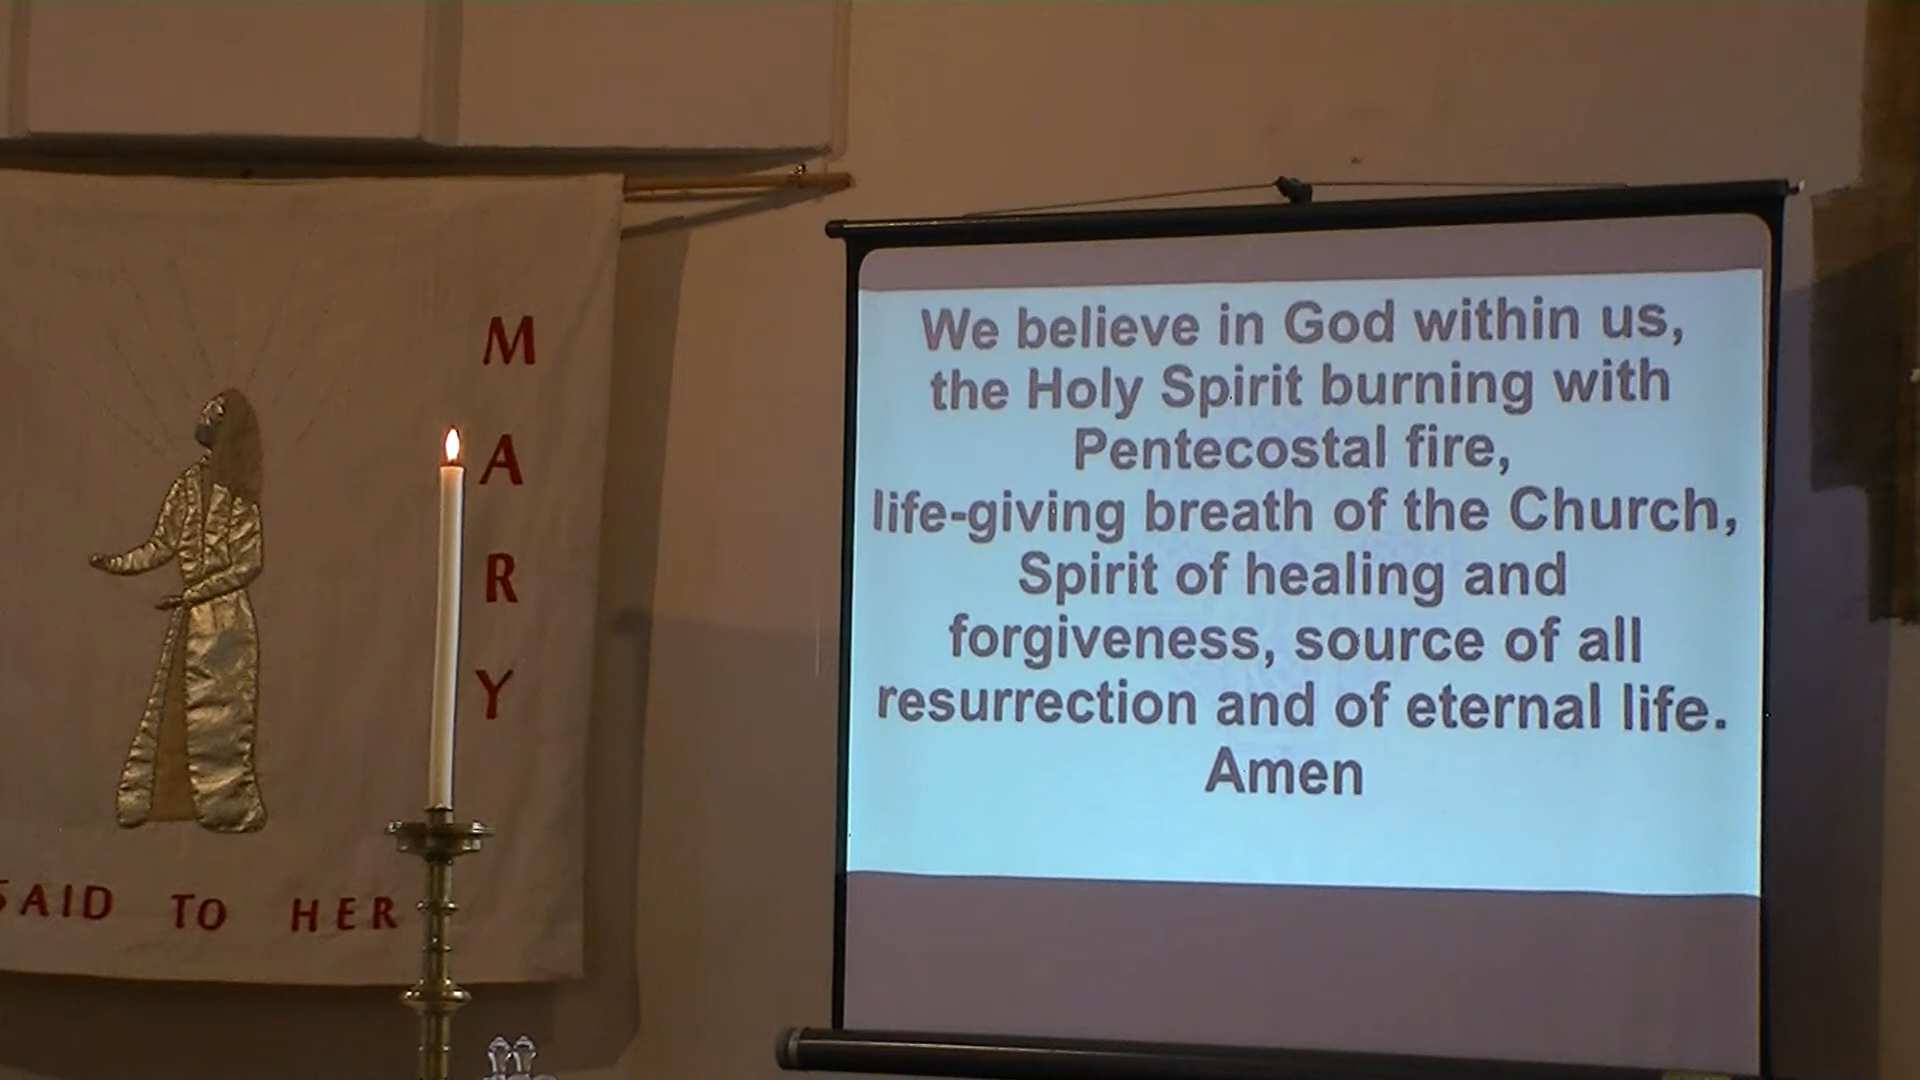 MARY
SAID TO HER
We believe in God within us,
the Holy Spirit burning with
Pentecostal fire,
life-giving breath of the Church,
Spirit of healing and
forgiveness, source of all
resurrection and of eternal life.
Amen